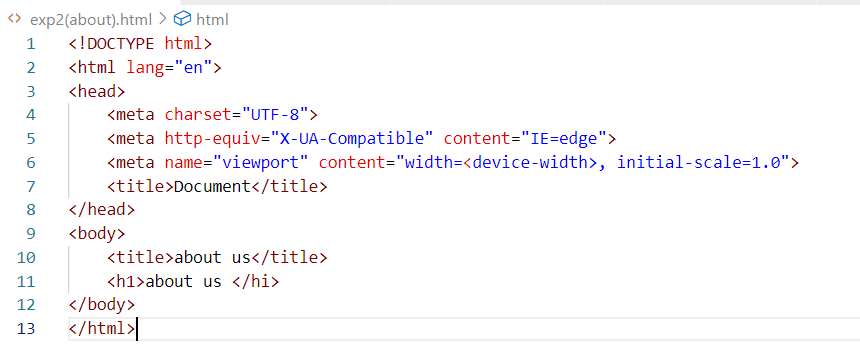 exp2(about).html > html
1 <!DOCTYPE html>
2 <html lang="en">
3 <head>
4     <meta charset="UTF-8">
5     <meta http-equiv="X-UA-Compatible" content="IE=edge">
6     <meta name="viewport" content="width=<device-width>, initial-scale=1.0">
7     <title>Document</title>
8 </head>
9 <body>
10     <title>about us</title>
11     <h1>about us </hi>
12 </body>
13 </html>